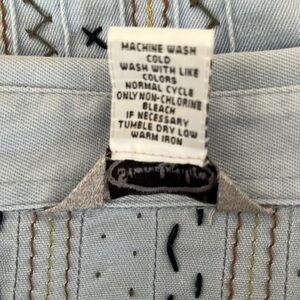 MACHINE WASH
COLD
WASH WITH LIKE
COLORS
NORMAL CYCLE
ONLY NON-CHLORINE
BLEACH
IF NECESSARY
TUMBLE DRY LOW
WARM IRON